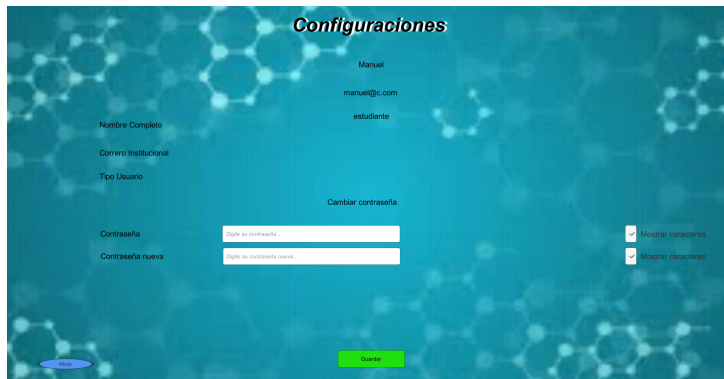 Configuraciones
Manuel
manuel@c.com
estudiante
Nombre Completo
Correro Institucional
Tipo Usuario
Cambiar contraseña
Contraseña Digite su contraseña... Mostrar caracteres
Contraseña nueva Digite su contraseña nueva... Mostrar caracteres
Guardar
Atras